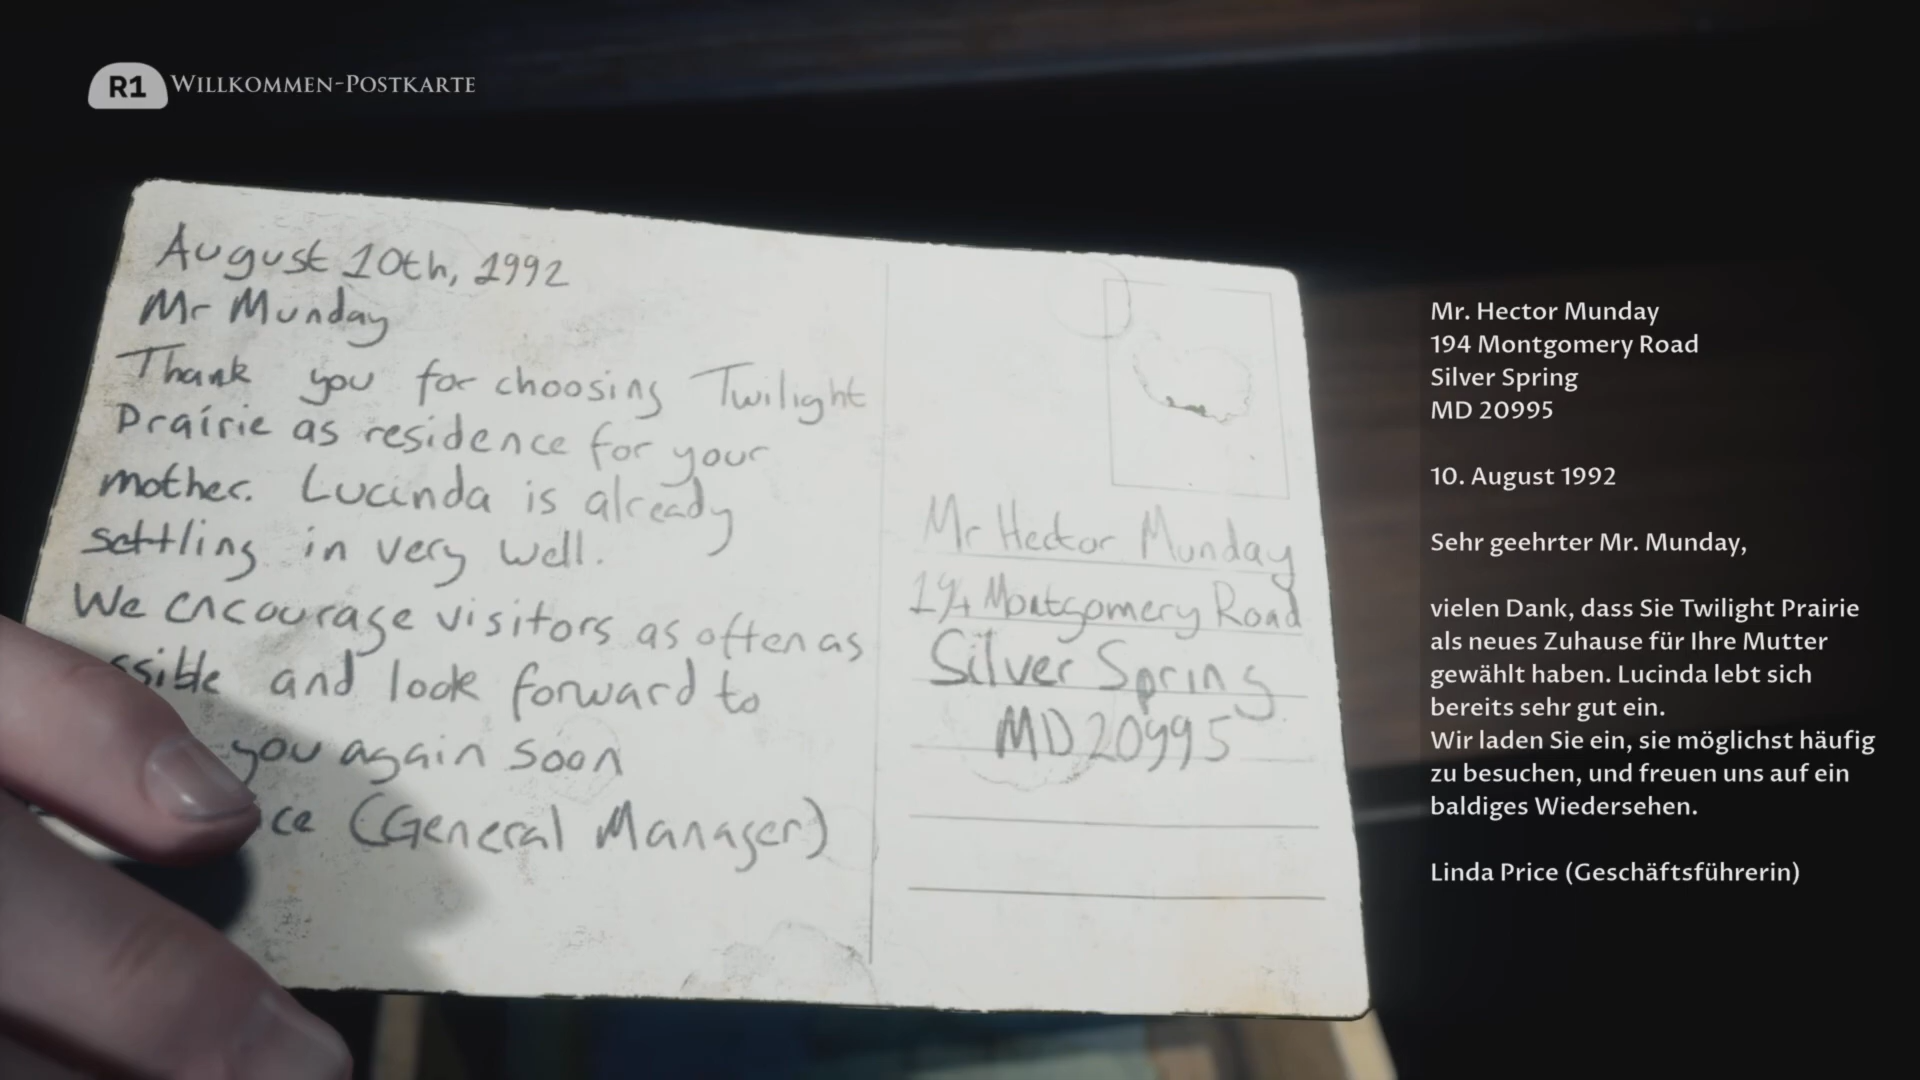 R1 WILLKOMMEN-POSTKARTE
August 10th, 1992
Mr Munday
Thank you for choosing Twilight
Prairie as residence for your
mother. Lucinda is already
settling in very well.
We encourage visitors as often as
ssible and look forward to
you again soon
ice (General Manager)
Mr Hector Munday
194 Montgomery Road
Silver Spring
MD 20995
Mr. Hector Munday
194 Montgomery Road
Silver Spring
MD 20995
10. August 1992
Sehr geehrter Mr. Munday,
vielen Dank, dass Sie Twilight Prairie
als neues Zuhause für Ihre Mutter
gewählt haben. Lucinda lebt sich
bereits sehr gut ein.
Wir laden Sie ein, sie möglichst häufig
zu besuchen, und freuen uns auf ein
baldiges Wiedersehen.
Linda Price (Geschäftsführerin)